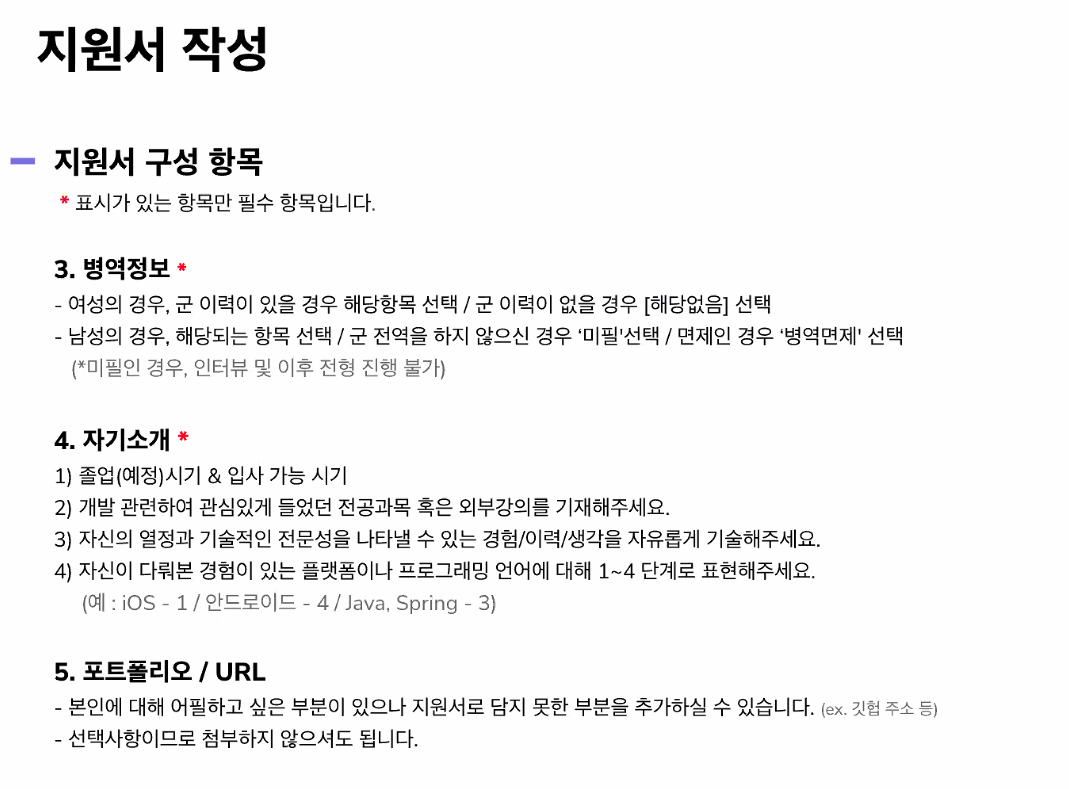 지원서 작성
지원서 구성 항목
* 표시가 있는 항목만 필수 항목입니다.
3. 병역정보 *
- 여성의 경우, 군 이력이 있을 경우 해당항목 선택 / 군 이력이 없을 경우 [해당없음] 선택
- 남성의 경우, 해당되는 항목 선택 / 군 전역을 하지 않으신 경우 ‘미필'선택 / 면제인 경우 ‘병역면제' 선택
(*미필인 경우, 인터뷰 및 이후 전형 진행 불가)
4. 자기소개 *
1) 졸업(예정)시기 & 입사 가능 시기
2) 개발 관련하여 관심있게 들었던 전공과목 혹은 외부강의를 기재해주세요.
3) 자신의 열정과 기술적인 전문성을 나타낼 수 있는 경험/이력/생각을 자유롭게 기술해주세요.
4) 자신이 다뤄본 경험이 있는 플랫폼이나 프로그래밍 언어에 대해 1~4 단계로 표현해주세요.
(예 : iOS - 1 / 안드로이드 - 4 / Java, Spring - 3)
5. 포트폴리오 / URL
- 본인에 대해 어필하고 싶은 부분이 있으나 지원서로 담지 못한 부분을 추가하실 수 있습니다. (ex. 깃헙 주소 등)
- 선택사항이므로 첨부하지 않으셔도 됩니다.